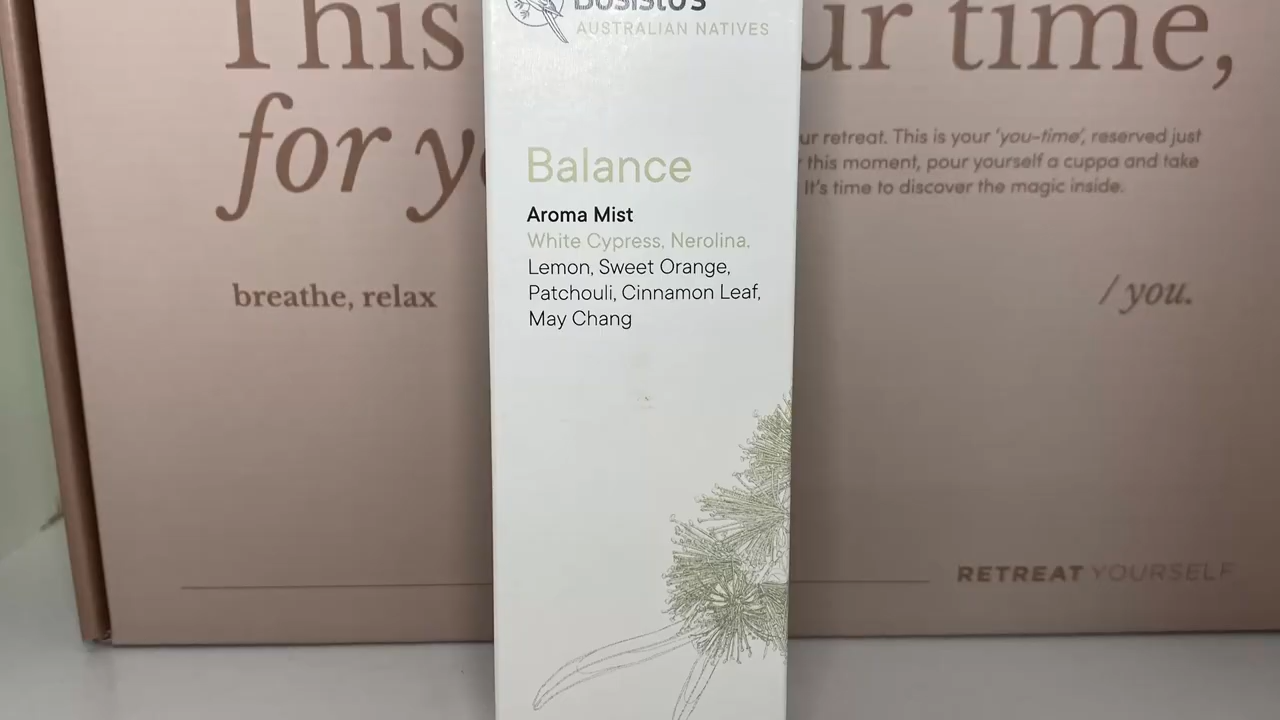 Bosisto's
AUSTRALIAN NATIVES
Balance
Aroma Mist
White Cypress, Nerolina,
Lemon, Sweet Orange,
Patchouli, Cinnamon Leaf,
May Chang
This ur time,
for y
ur retreat. This is your 'you-time', reserved just
this moment, pour yourself a cuppa and take
It's time to discover the magic inside.
breathe, relax / you.
RETREAT YOURSELF